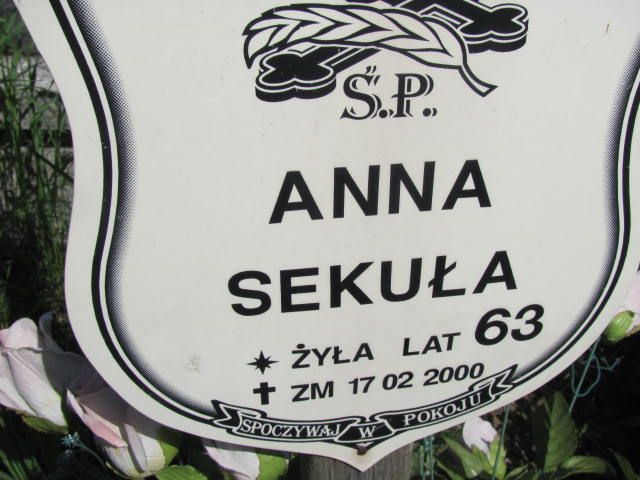 Ś.P.
ANNA
SEKUŁA
* ŻYŁA LAT 63
✝ ZM 17 02 2000
SPOCZYWAJ W POKOJU